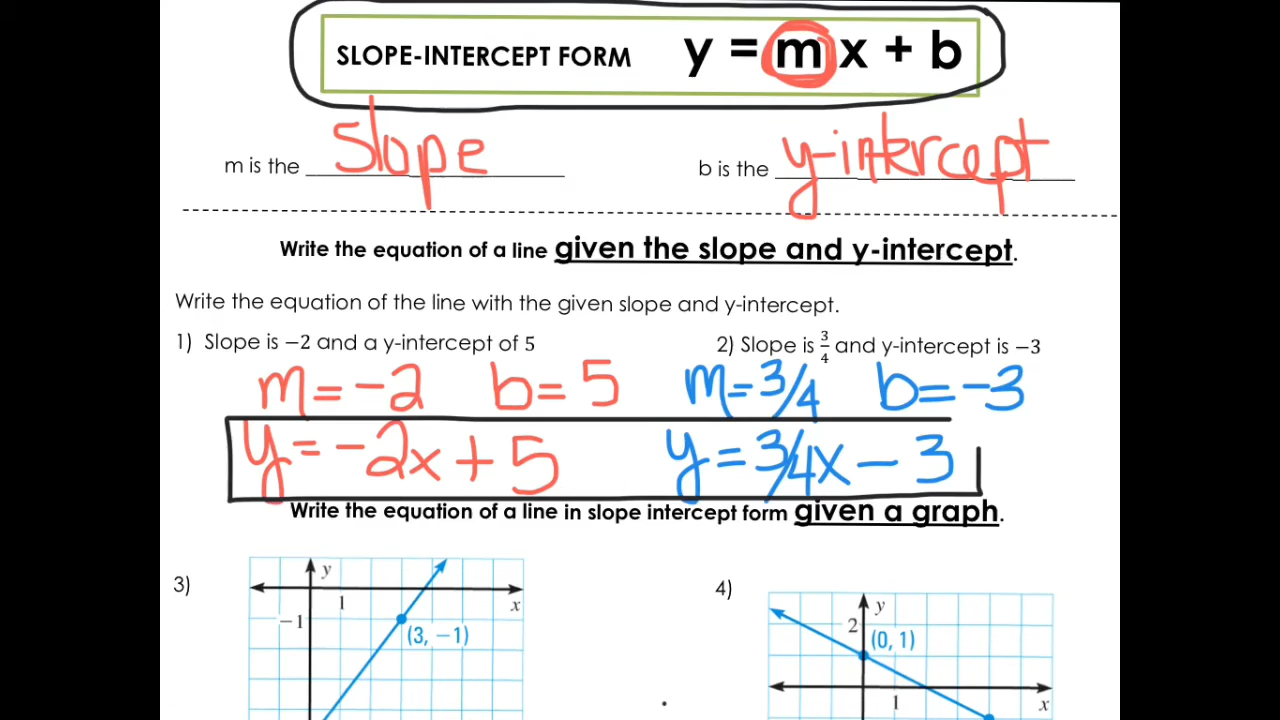 SLOPE-INTERCEPT FORM y = mx + b
m is the slope b is the y-intercept
Write the equation of a line given the slope and y-intercept.
Write the equation of the line with the given slope and y-intercept.
1) Slope is −2 and a y-intercept of 5 2) Slope is 3/4 and y-intercept is −3
m = -2 b = 5 m = 3/4 b = -3
y = -2x + 5 y = 3/4x - 3
Write the equation of a line in slope intercept form given a graph.
3) y 1 x −1 (3, −1)
4) y 2 (0, 1) 1 x